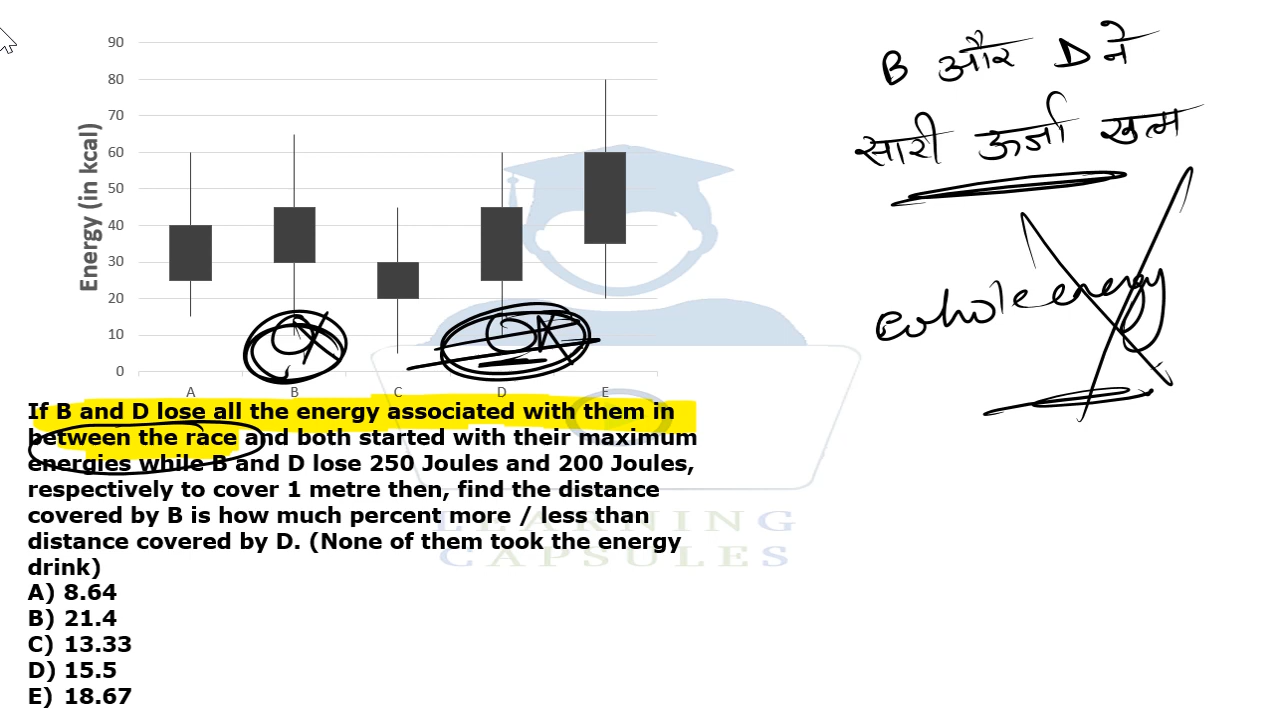 90
80
70
60
50
40
30
20
10
0
Energy (in kcal)
A B C D E
B और D ने
सारी ऊर्जा खत्म
whole energy
If B and D lose all the energy associated with them in
between the race and both started with their maximum
energies while B and D lose 250 Joules and 200 Joules,
respectively to cover 1 metre then, find the distance
covered by B is how much percent more / less than
distance covered by D. (None of them took the energy
drink)
A) 8.64
B) 21.4
C) 13.33
D) 15.5
E) 18.67
LEARNING
CAPSULES